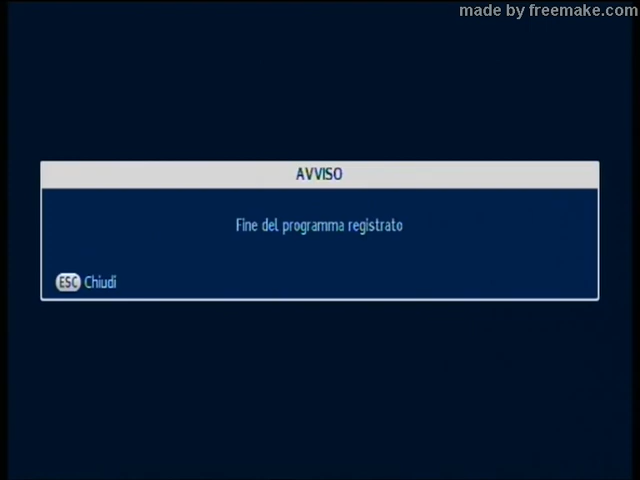 made by freemake.com
AVVISO
Fine del programma registrato
ESC Chiudi